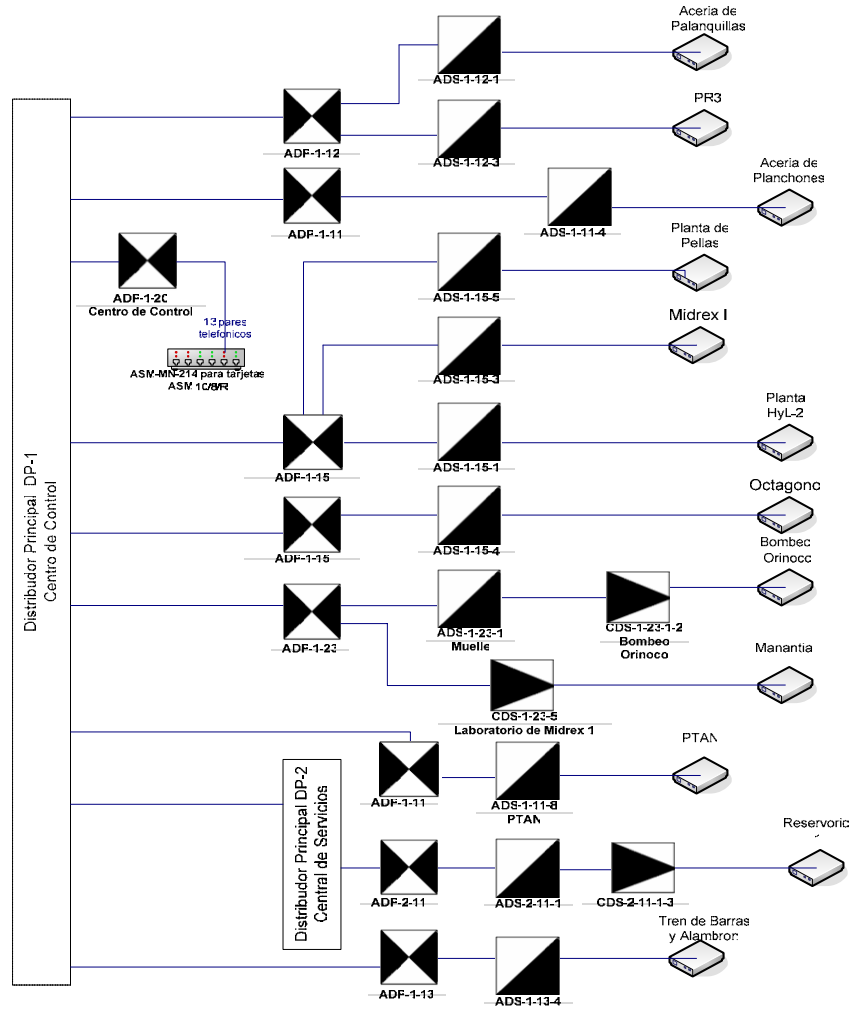 Aceria de
Palanquillas
ADS-1-12-1
PR3
ADF-1-12
ADS-1-12-3
Aceria de
Planchones
ADF-1-11
ADS-1-11-4
Planta de
Pellas
ADF-1-20
Centro de Control
ADS-1-15-5
13 pares
telefonicos
Midrex I
ASM-MN-214 para tarjetas
ASM 10/8/R
ADS-1-15-3
Planta
HyL-2
ADF-1-15
ADS-1-15-1
Octagono
Distribudor Principal DP-1
Centro de Control
ADF-1-15
ADS-1-15-4
Bombeo
Orinoco
ADF-1-23
ADS-1-23-1
Muelle
CDS-1-23-1-2
Bombeo
Orinoco
Manantia
CDS-1-23-5
Laboratorio de Midrex 1
PTAN
ADF-1-11
ADS-1-11-8
PTAN
Distribudor Principal DP-2
Central de Servicios
Reservorio
ADF-2-11
ADS-2-11-1
CDS-2-11-1-3
Tren de Barras
y Alambron
ADF-1-13
ADS-1-13-4